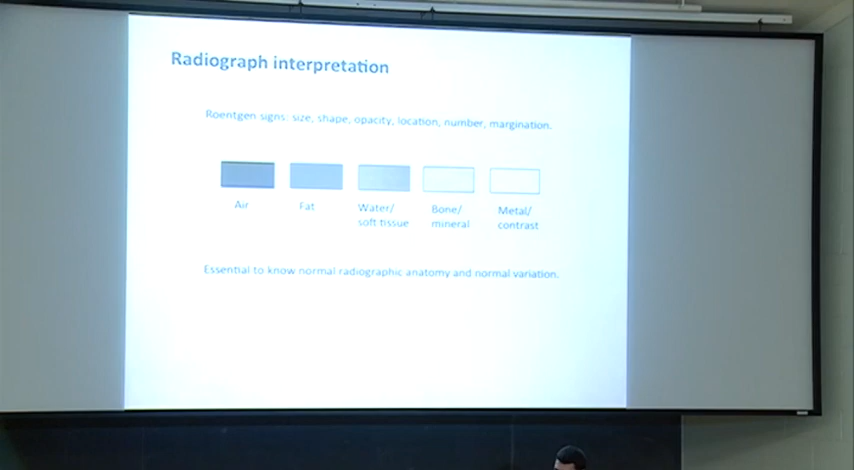 Radiograph interpretation
Roentgen signs: size, shape, opacity, location, number, margination.
Air
Fat
Water/
soft tissue
Bone/
mineral
Metal/
contrast
Essential to know normal radiographic anatomy and normal variation.